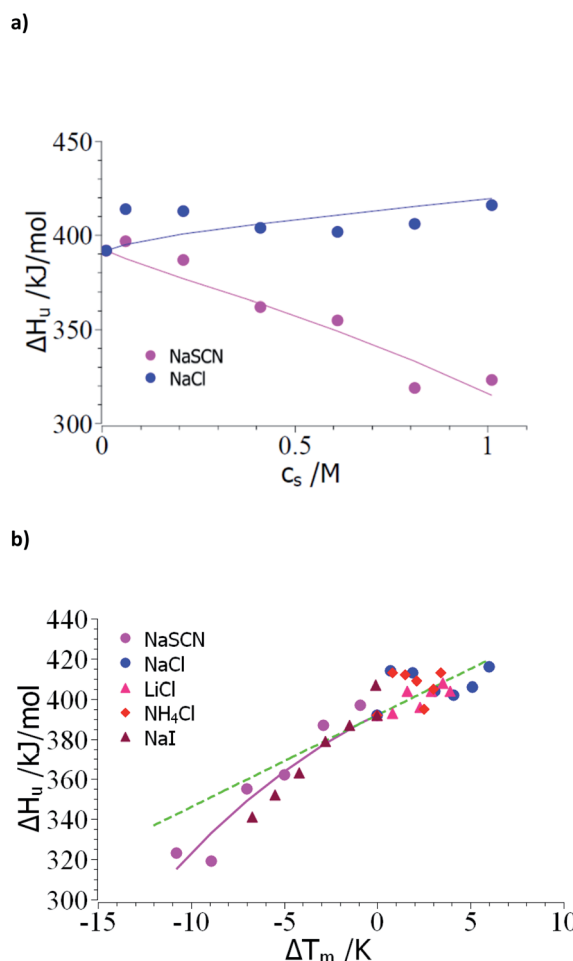 a)
450
400
350
300
ΔHᵤ /kJ/mol
NaSCN
NaCl
0
0.5
1
cₛ /M
b)
440
420
400
380
360
340
320
300
ΔHᵤ /kJ/mol
NaSCN
NaCl
LiCl
NH₄Cl
NaI
-15
-10
-5
0
5
10
ΔTₘ /K